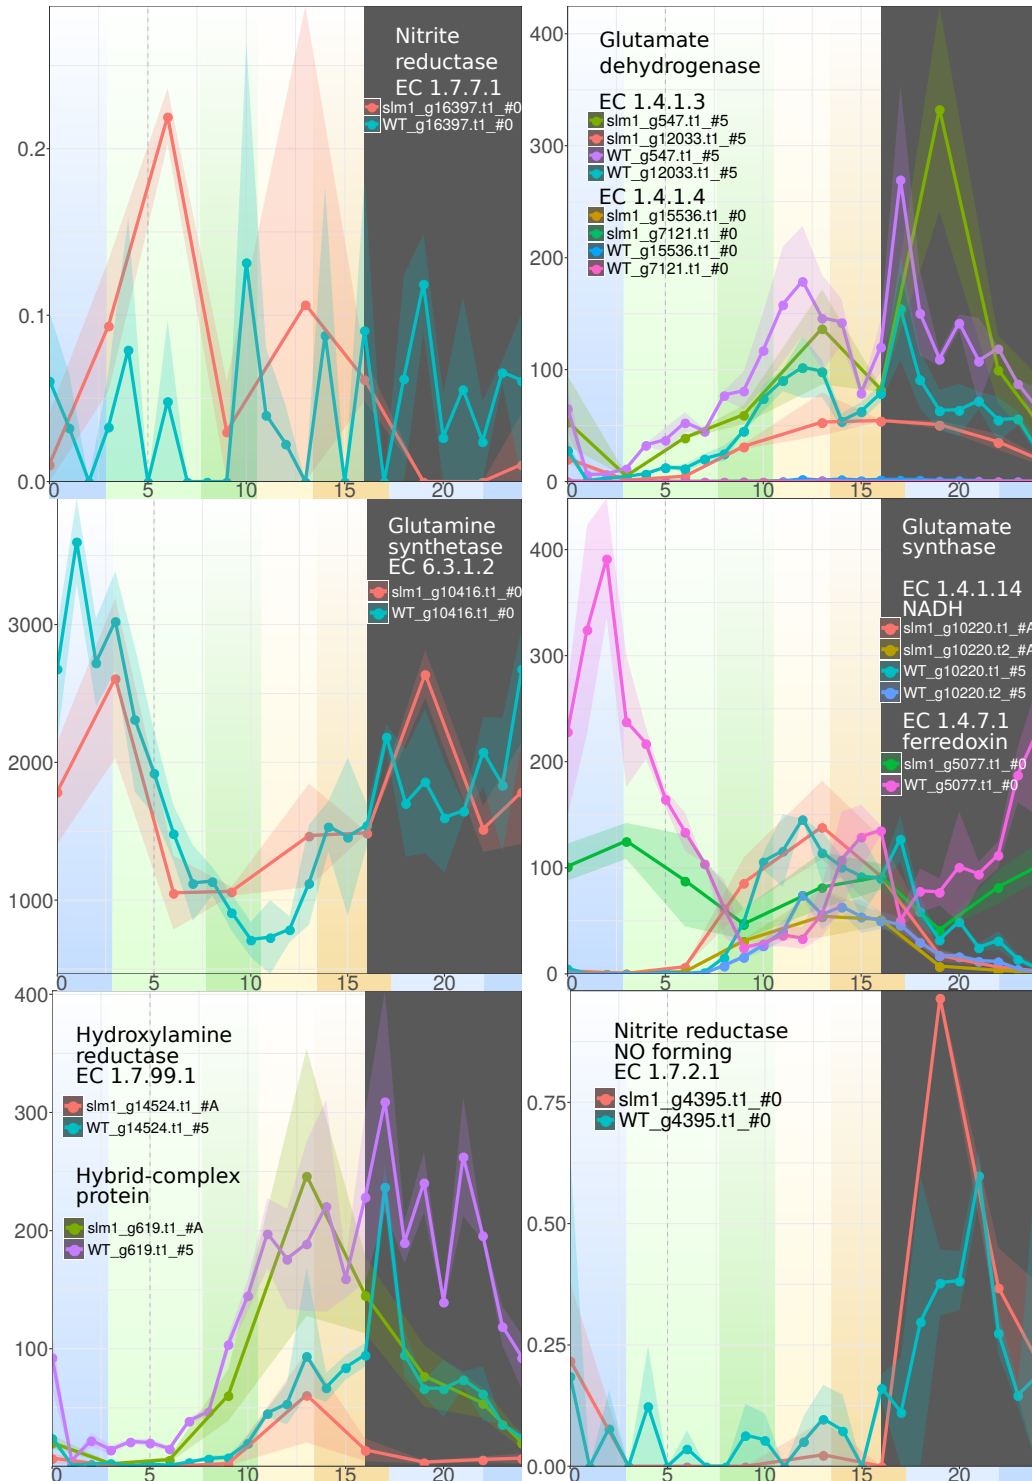 Nitrite
reductase
EC 1.7.7.1
slm1_g16397.t1_#0
WT_g16397.t1_#0
0.2
0.1
0.0
0 5 10 15 20
Glutamate
dehydrogenase
EC 1.4.1.3
slm1_g547.t1_#5
slm1_g12033.t1_#5
WT_g547.t1_#5
WT_g12033.t1_#5
EC 1.4.1.4
slm1_g15536.t1_#0
slm1_g7121.t1_#0
WT_g15536.t1_#0
WT_g7121.t1_#0
400
300
200
100
0
0 5 10 15 20
Glutamine
synthetase
EC 6.3.1.2
slm1_g10416.t1_#0
WT_g10416.t1_#0
3000
2000
1000
0 5 10 15 20
Glutamate
synthase
EC 1.4.1.14
NADH
slm1_g10220.t1_#A
slm1_g10220.t2_#A
WT_g10220.t1_#5
WT_g10220.t2_#5
EC 1.4.7.1
ferredoxin
slm1_g5077.t1_#0
WT_g5077.t1_#0
400
300
200
100
0
0 5 10 15 20
Hydroxylamine
reductase
EC 1.7.99.1
slm1_g14524.t1_#A
WT_g14524.t1_#5
Hybrid-complex
protein
slm1_g619.t1_#A
WT_g619.t1_#5
400
300
200
100
0 5 10 15 20
Nitrite reductase
NO forming
EC 1.7.2.1
slm1_g4395.t1_#0
WT_g4395.t1_#0
0.75
0.50
0.25
0.00
0 5 10 15 20